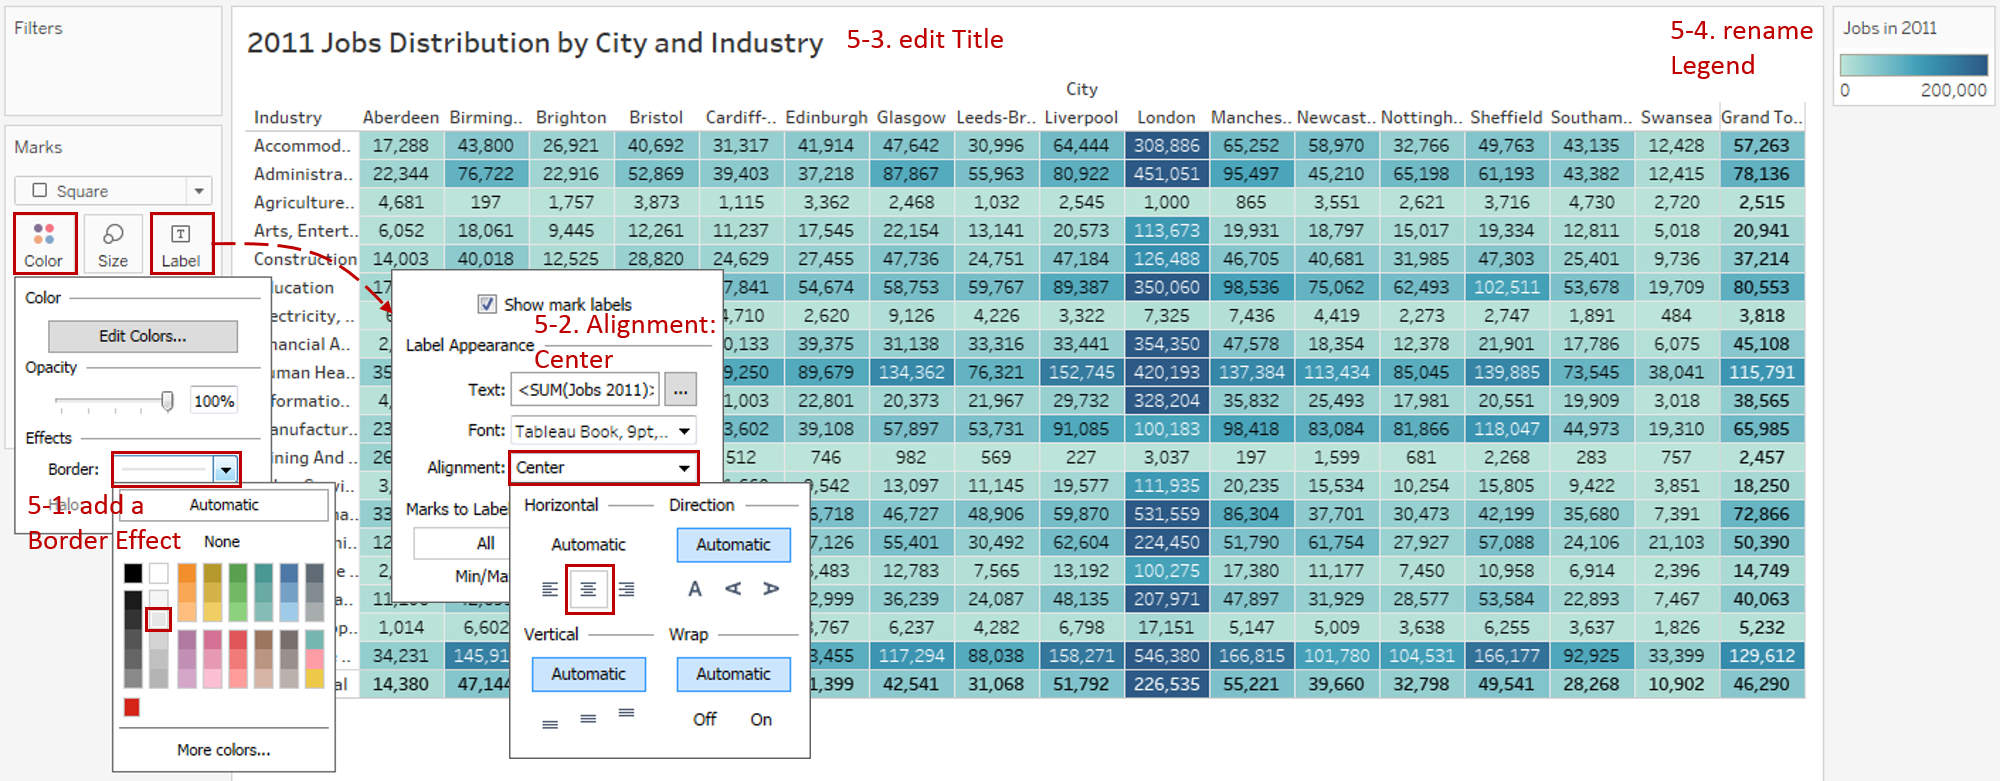 Filters
Marks
Square
Color
Size
Label
2011 Jobs Distribution by City and Industry
5-3. edit Title
5-4. rename
Legend
Jobs in 2011
0 200,000
City
Industry Aberdeen Birming.. Brighton Bristol Cardiff-.. Edinburgh Glasgow Leeds-Br.. Liverpool London Manches.. Newcast.. Nottingh.. Sheffield Southam.. Swansea Grand To..
Accommod.. 17,288 43,800 26,921 40,692 31,317 41,914 47,642 30,996 64,444 308,886 65,252 58,970 32,766 49,763 43,135 12,428 57,263
Administra.. 22,344 76,722 22,916 52,869 39,403 37,218 87,867 55,963 80,922 451,051 95,497 45,210 65,198 61,193 43,382 12,415 78,136
Agriculture.. 4,681 197 1,757 3,873 1,115 3,362 2,468 1,032 2,545 1,000 865 3,551 2,621 3,716 4,730 2,720 2,515
Arts, Entert.. 6,052 18,061 9,445 12,261 11,237 17,545 22,154 13,141 20,573 113,673 19,931 18,797 15,017 19,334 12,811 5,018 20,941
Construction 14,003 40,018 12,525 28,820 24,629 27,455 47,736 24,751 47,184 126,488 46,705 40,681 31,985 47,303 25,401 9,736 37,214
ucation 17 7,841 54,674 58,753 59,767 89,387 350,060 98,536 75,062 62,493 102,511 53,678 19,709 80,553
ectricity, .. 4,710 2,620 9,126 4,226 3,322 7,325 7,436 4,419 2,273 2,747 1,891 484 3,818
nancial A.. 2, 0,133 39,375 31,138 33,316 33,441 354,350 47,578 18,354 12,378 21,901 17,786 6,075 45,108
uman Hea.. 35 9,250 89,679 134,362 76,321 152,745 420,193 137,384 113,434 85,045 139,885 73,545 38,041 115,791
formatio.. 4, 1,003 22,801 20,373 21,967 29,732 328,204 35,832 25,493 17,981 20,551 19,909 3,018 38,565
anufactur.. 23 3,602 39,108 57,897 53,731 91,085 100,183 98,418 83,084 81,866 118,047 44,973 19,310 65,985
ining And .. 26 512 746 982 569 227 3,037 197 1,599 681 2,268 283 757 2,457
3, 9,542 13,097 11,145 19,577 111,935 20,235 15,534 10,254 15,805 9,422 3,851 18,250
33 6,718 46,727 48,906 59,870 531,559 86,304 37,701 30,473 42,199 35,680 7,391 72,866
12 7,126 55,401 30,492 62,604 224,450 51,790 61,754 27,927 57,088 24,106 21,103 50,390
2, 5,483 12,783 7,565 13,192 100,275 17,380 11,177 7,450 10,958 6,914 2,396 14,749
2,999 36,239 24,087 48,135 207,971 47,897 31,929 28,577 53,584 22,893 7,467 40,063
1,014 6,602 3,767 6,237 4,282 6,798 17,151 5,147 5,009 3,638 6,255 3,637 1,826 5,232
34,231 145,91 3,455 117,294 88,038 158,271 546,380 166,815 101,780 104,531 166,177 92,925 33,399 129,612
al 14,380 47,144 1,399 42,541 31,068 51,792 226,535 55,221 39,660 32,798 49,541 28,268 10,902 46,290
Color
Edit Colors...
Opacity
100%
Effects
Border:
Halo
5-1. add a
Border Effect
Automatic
None
More colors...
Show mark labels
5-2. Alignment:
Center
Label Appearance
Text: <SUM(Jobs 2011)> ...
Font: Tableau Book, 9pt,...
Alignment: Center
Marks to Label
All
Min/Ma
Horizontal
Automatic
Direction
Automatic
A A A
Vertical
Automatic
Wrap
Automatic
Off On